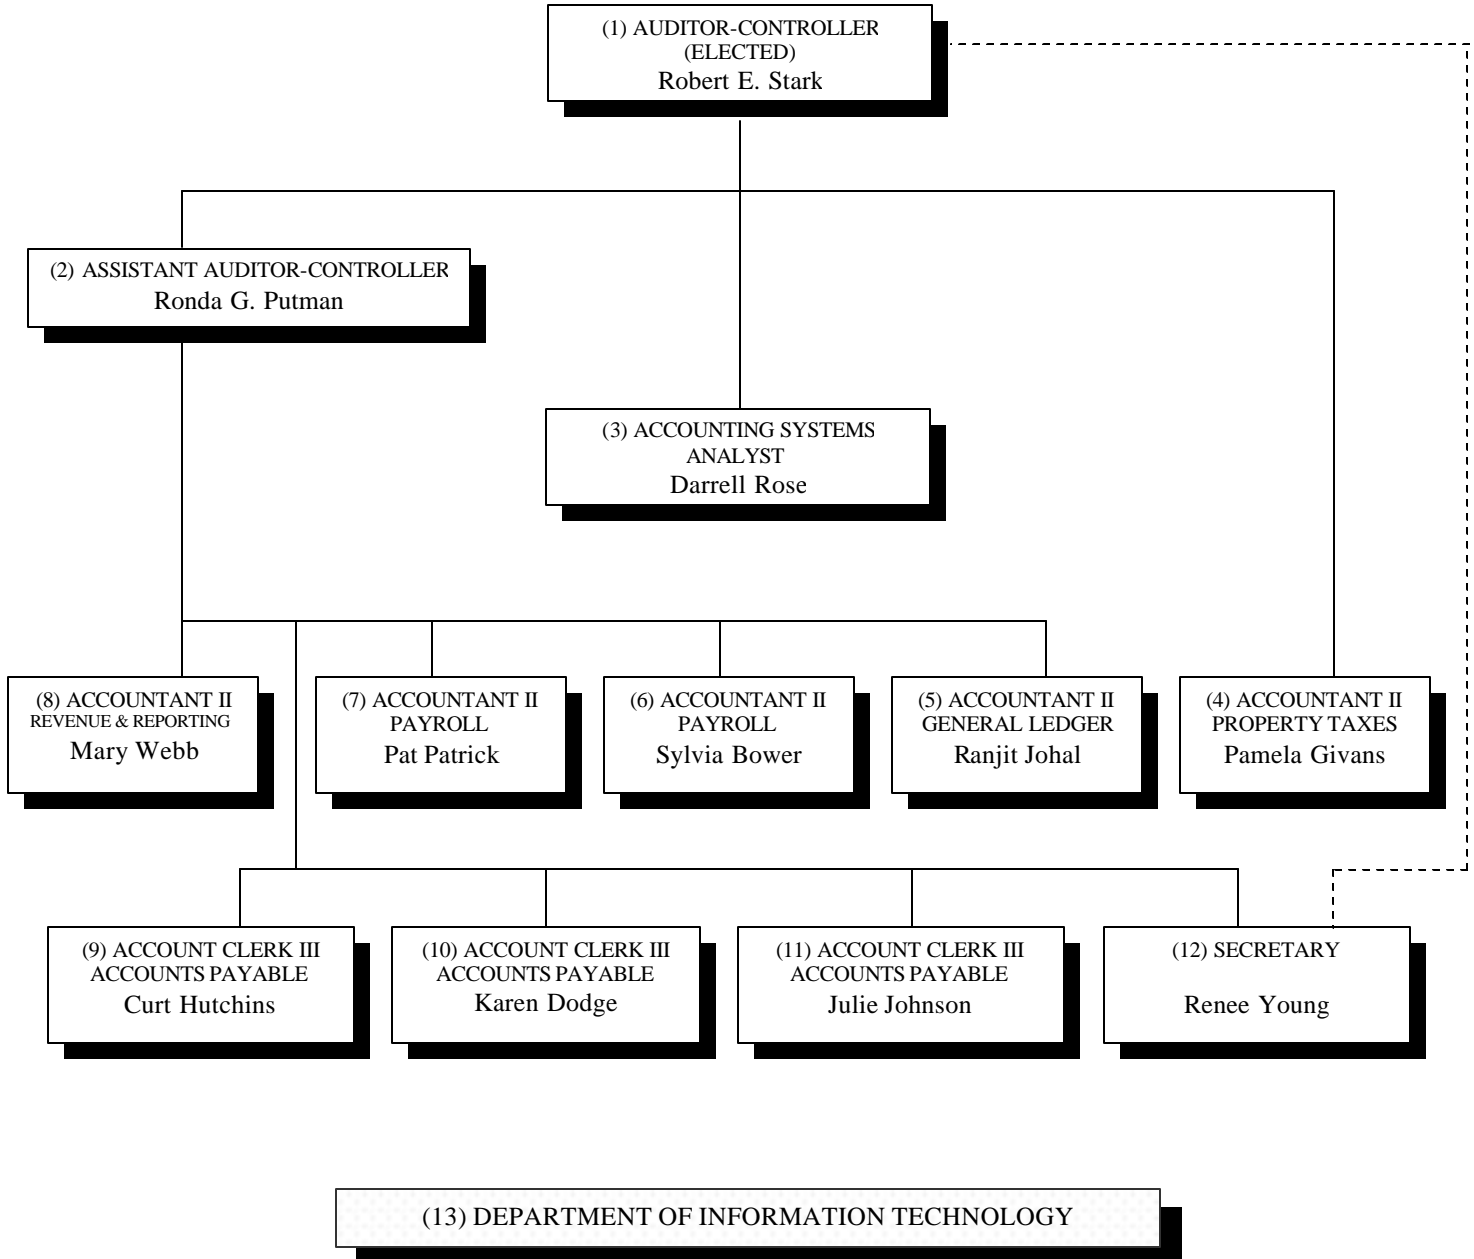 (1) AUDITOR-CONTROLLER
(ELECTED)
Robert E. Stark
(2) ASSISTANT AUDITOR-CONTROLLER
Ronda G. Putman
(3) ACCOUNTING SYSTEMS
ANALYST
Darrell Rose
(8) ACCOUNTANT II
REVENUE & REPORTING
Mary Webb
(7) ACCOUNTANT II
PAYROLL
Pat Patrick
(6) ACCOUNTANT II
PAYROLL
Sylvia Bower
(5) ACCOUNTANT II
GENERAL LEDGER
Ranjit Johal
(4) ACCOUNTANT II
PROPERTY TAXES
Pamela Givans
(9) ACCOUNT CLERK III
ACCOUNTS PAYABLE
Curt Hutchins
(10) ACCOUNT CLERK III
ACCOUNTS PAYABLE
Karen Dodge
(11) ACCOUNT CLERK III
ACCOUNTS PAYABLE
Julie Johnson
(12) SECRETARY
Renee Young
(13) DEPARTMENT OF INFORMATION TECHNOLOGY